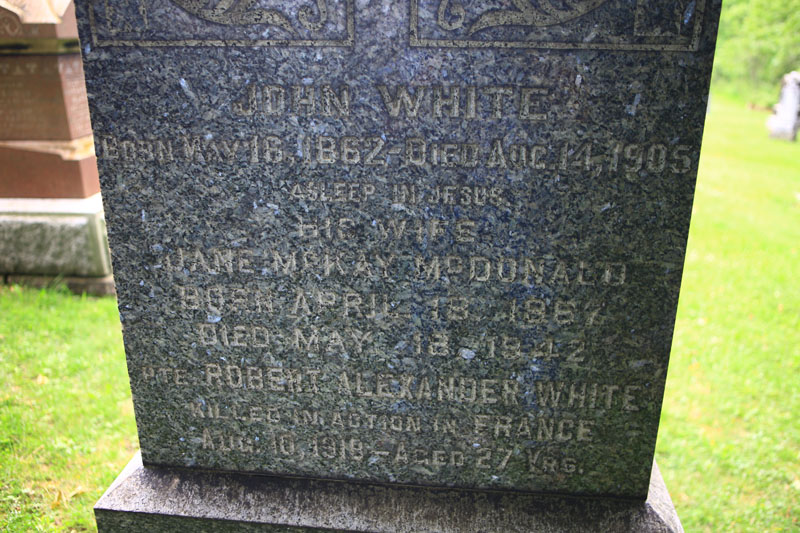 JOHN WHITE
BORN MAY 16, 1862 - DIED AUG. 14, 1905
ASLEEP IN JESUS
HIS WIFE
JANE MCKAY MCDONALD
BORN APRIL 18, 1867
DIED MAY 18, 1942
PTE. ROBERT ALEXANDER WHITE
KILLED IN ACTION IN FRANCE
AUG. 10, 1918 - AGED 27 YRS.